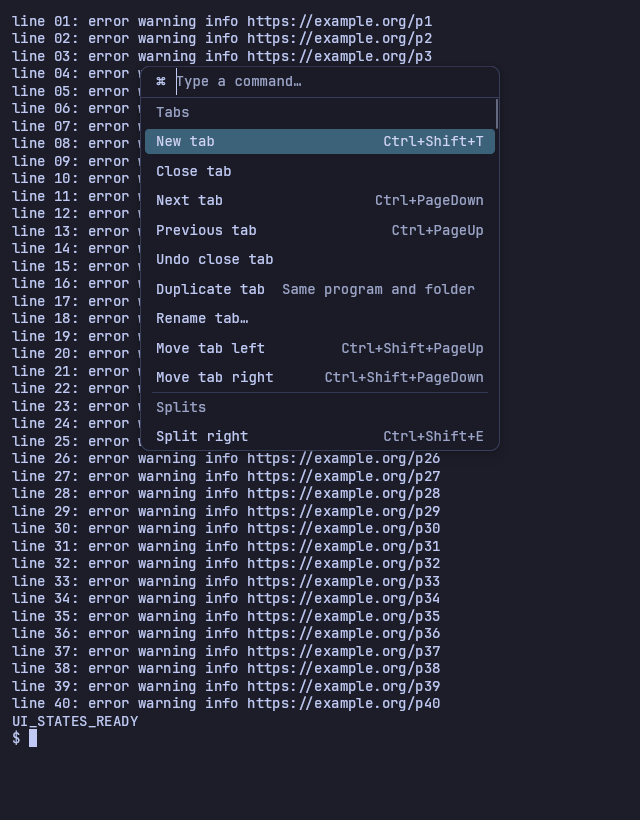 line 01: error warning info https://example.org/p1
line 02: error warning info https://example.org/p2
line 03: error warning info https://example.org/p3
line 04: error
⌘ Type a command…
line 05: error
line 06: error
Tabs
line 07: error
line 08: error
New tab Ctrl+Shift+T
line 09: error
line 10: error
Close tab
line 11: error
Next tab Ctrl+PageDown
line 12: error
line 13: error
Previous tab Ctrl+PageUp
line 14: error
Undo close tab
line 15: error
line 16: error
Duplicate tab Same program and folder
line 17: error
line 18: error
Rename tab…
line 19: error
line 20: error
Move tab left Ctrl+Shift+PageUp
line 21: error
Move tab right Ctrl+Shift+PageDown
line 22: error
line 23: error
Splits
line 24: error
line 25: error
Split right Ctrl+Shift+E
line 26: error warning info https://example.org/p26
line 27: error warning info https://example.org/p27
line 28: error warning info https://example.org/p28
line 29: error warning info https://example.org/p29
line 30: error warning info https://example.org/p30
line 31: error warning info https://example.org/p31
line 32: error warning info https://example.org/p32
line 33: error warning info https://example.org/p33
line 34: error warning info https://example.org/p34
line 35: error warning info https://example.org/p35
line 36: error warning info https://example.org/p36
line 37: error warning info https://example.org/p37
line 38: error warning info https://example.org/p38
line 39: error warning info https://example.org/p39
line 40: error warning info https://example.org/p40
UI_STATES_READY
$